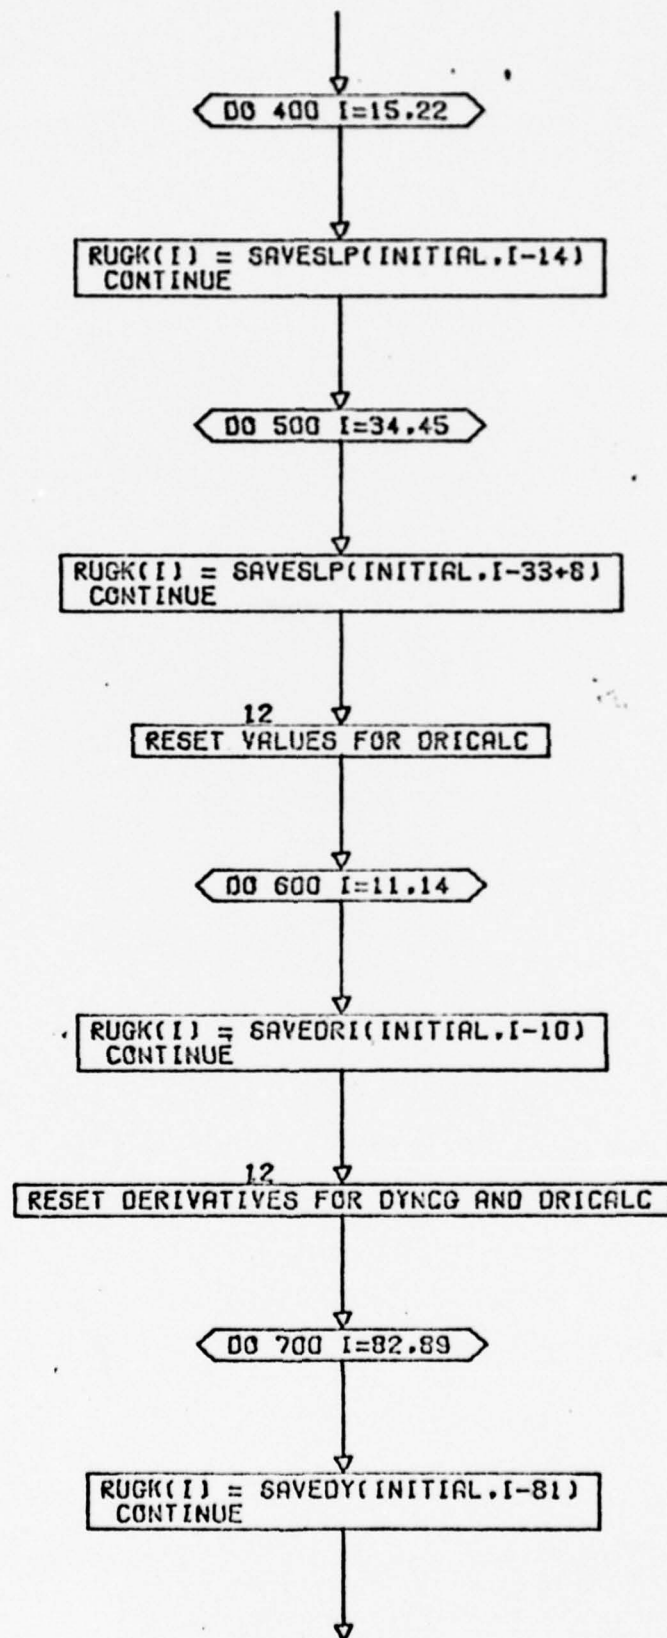 DO 400 I=15,22
RUGK(I) = SAVESLP(INITIAL,I-14)
CONTINUE
DO 500 I=34,45
RUGK(I) = SAVESLP(INITIAL,I-33+8)
CONTINUE
12
RESET VALUES FOR DRICALC
DO 600 I=11,14
RUGK(I) = SAVEDRI(INITIAL,I-10)
CONTINUE
12
RESET DERIVATIVES FOR DYNCG AND DRICALC
DO 700 I=82,89
RUGK(I) = SAVEDY(INITIAL,I-81)
CONTINUE